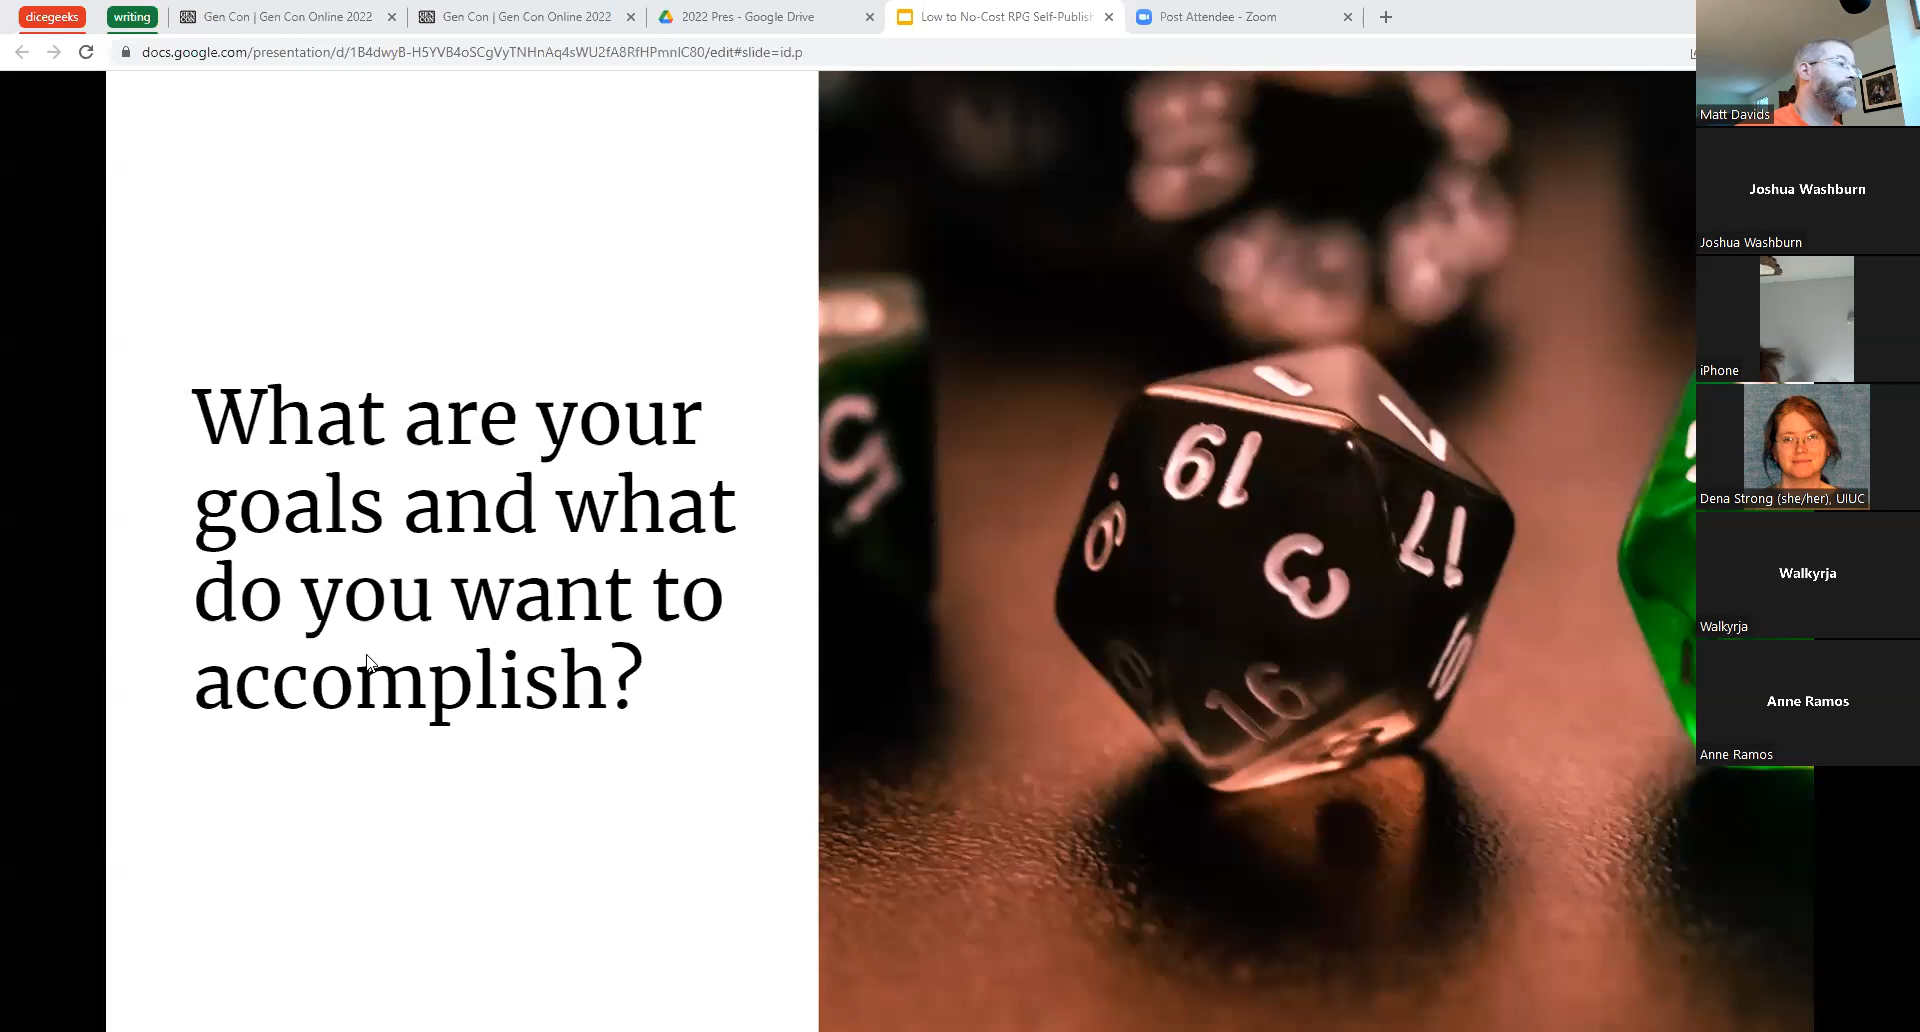 dicegeeks
writing
Gen Con | Gen Con Online 2022
Gen Con | Gen Con Online 2022
2022 Pres - Google Drive
Low to No-Cost RPG Self-Publish
Post Attendee - Zoom
docs.google.com/presentation/d/1B4dwyB-H5YVB4oSCgVyTNHnAq4sWU2fA8RfHPmnIC80/edit#slide=id.p
What are your
goals and what
do you want to
accomplish?
5
19
3
17
16
Matt Davids
Joshua Washburn
Joshua Washburn
iPhone
Dena Strong (she/her), UIUC
Walkyrja
Walkyrja
Anne Ramos
Anne Ramos